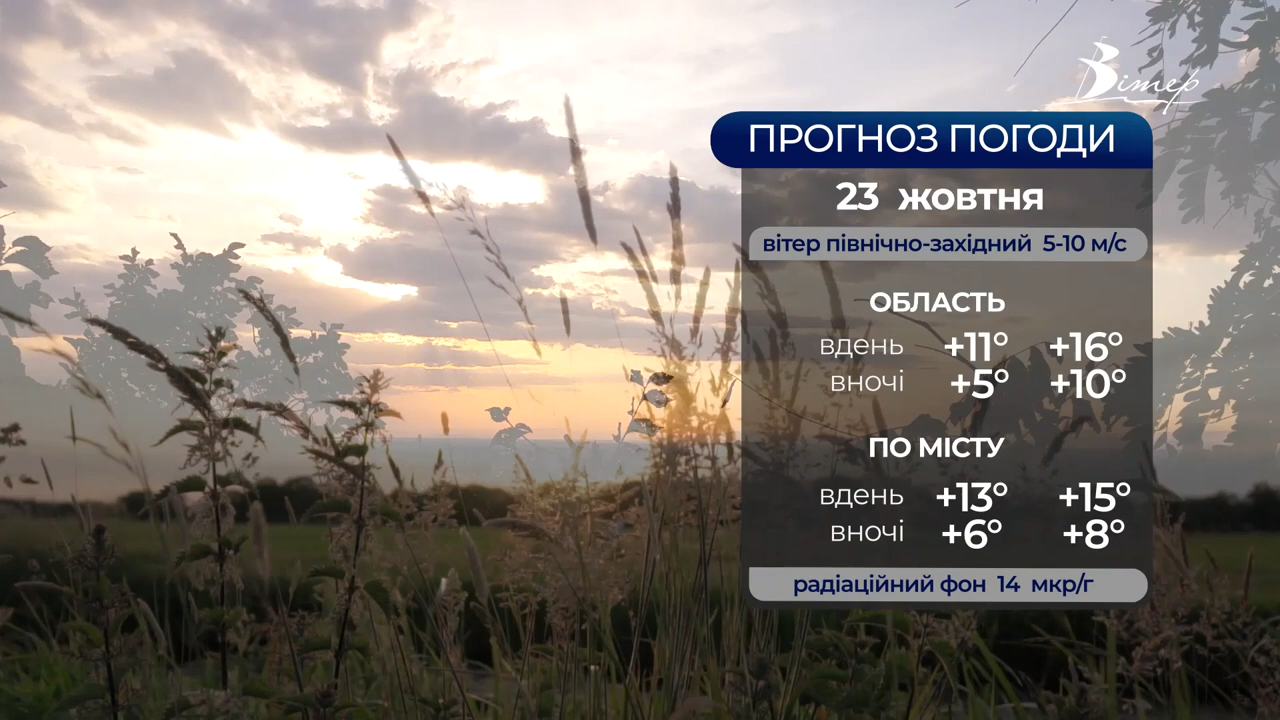 Вітер
ПРОГНОЗ ПОГОДИ
23 жовтня
вітер північно-західний 5-10 м/с
ОБЛАСТЬ
вдень +11° +16°
вночі +5° +10°
ПО МІСТУ
вдень +13° +15°
вночі +6° +8°
радіаційний фон 14 мкр/г